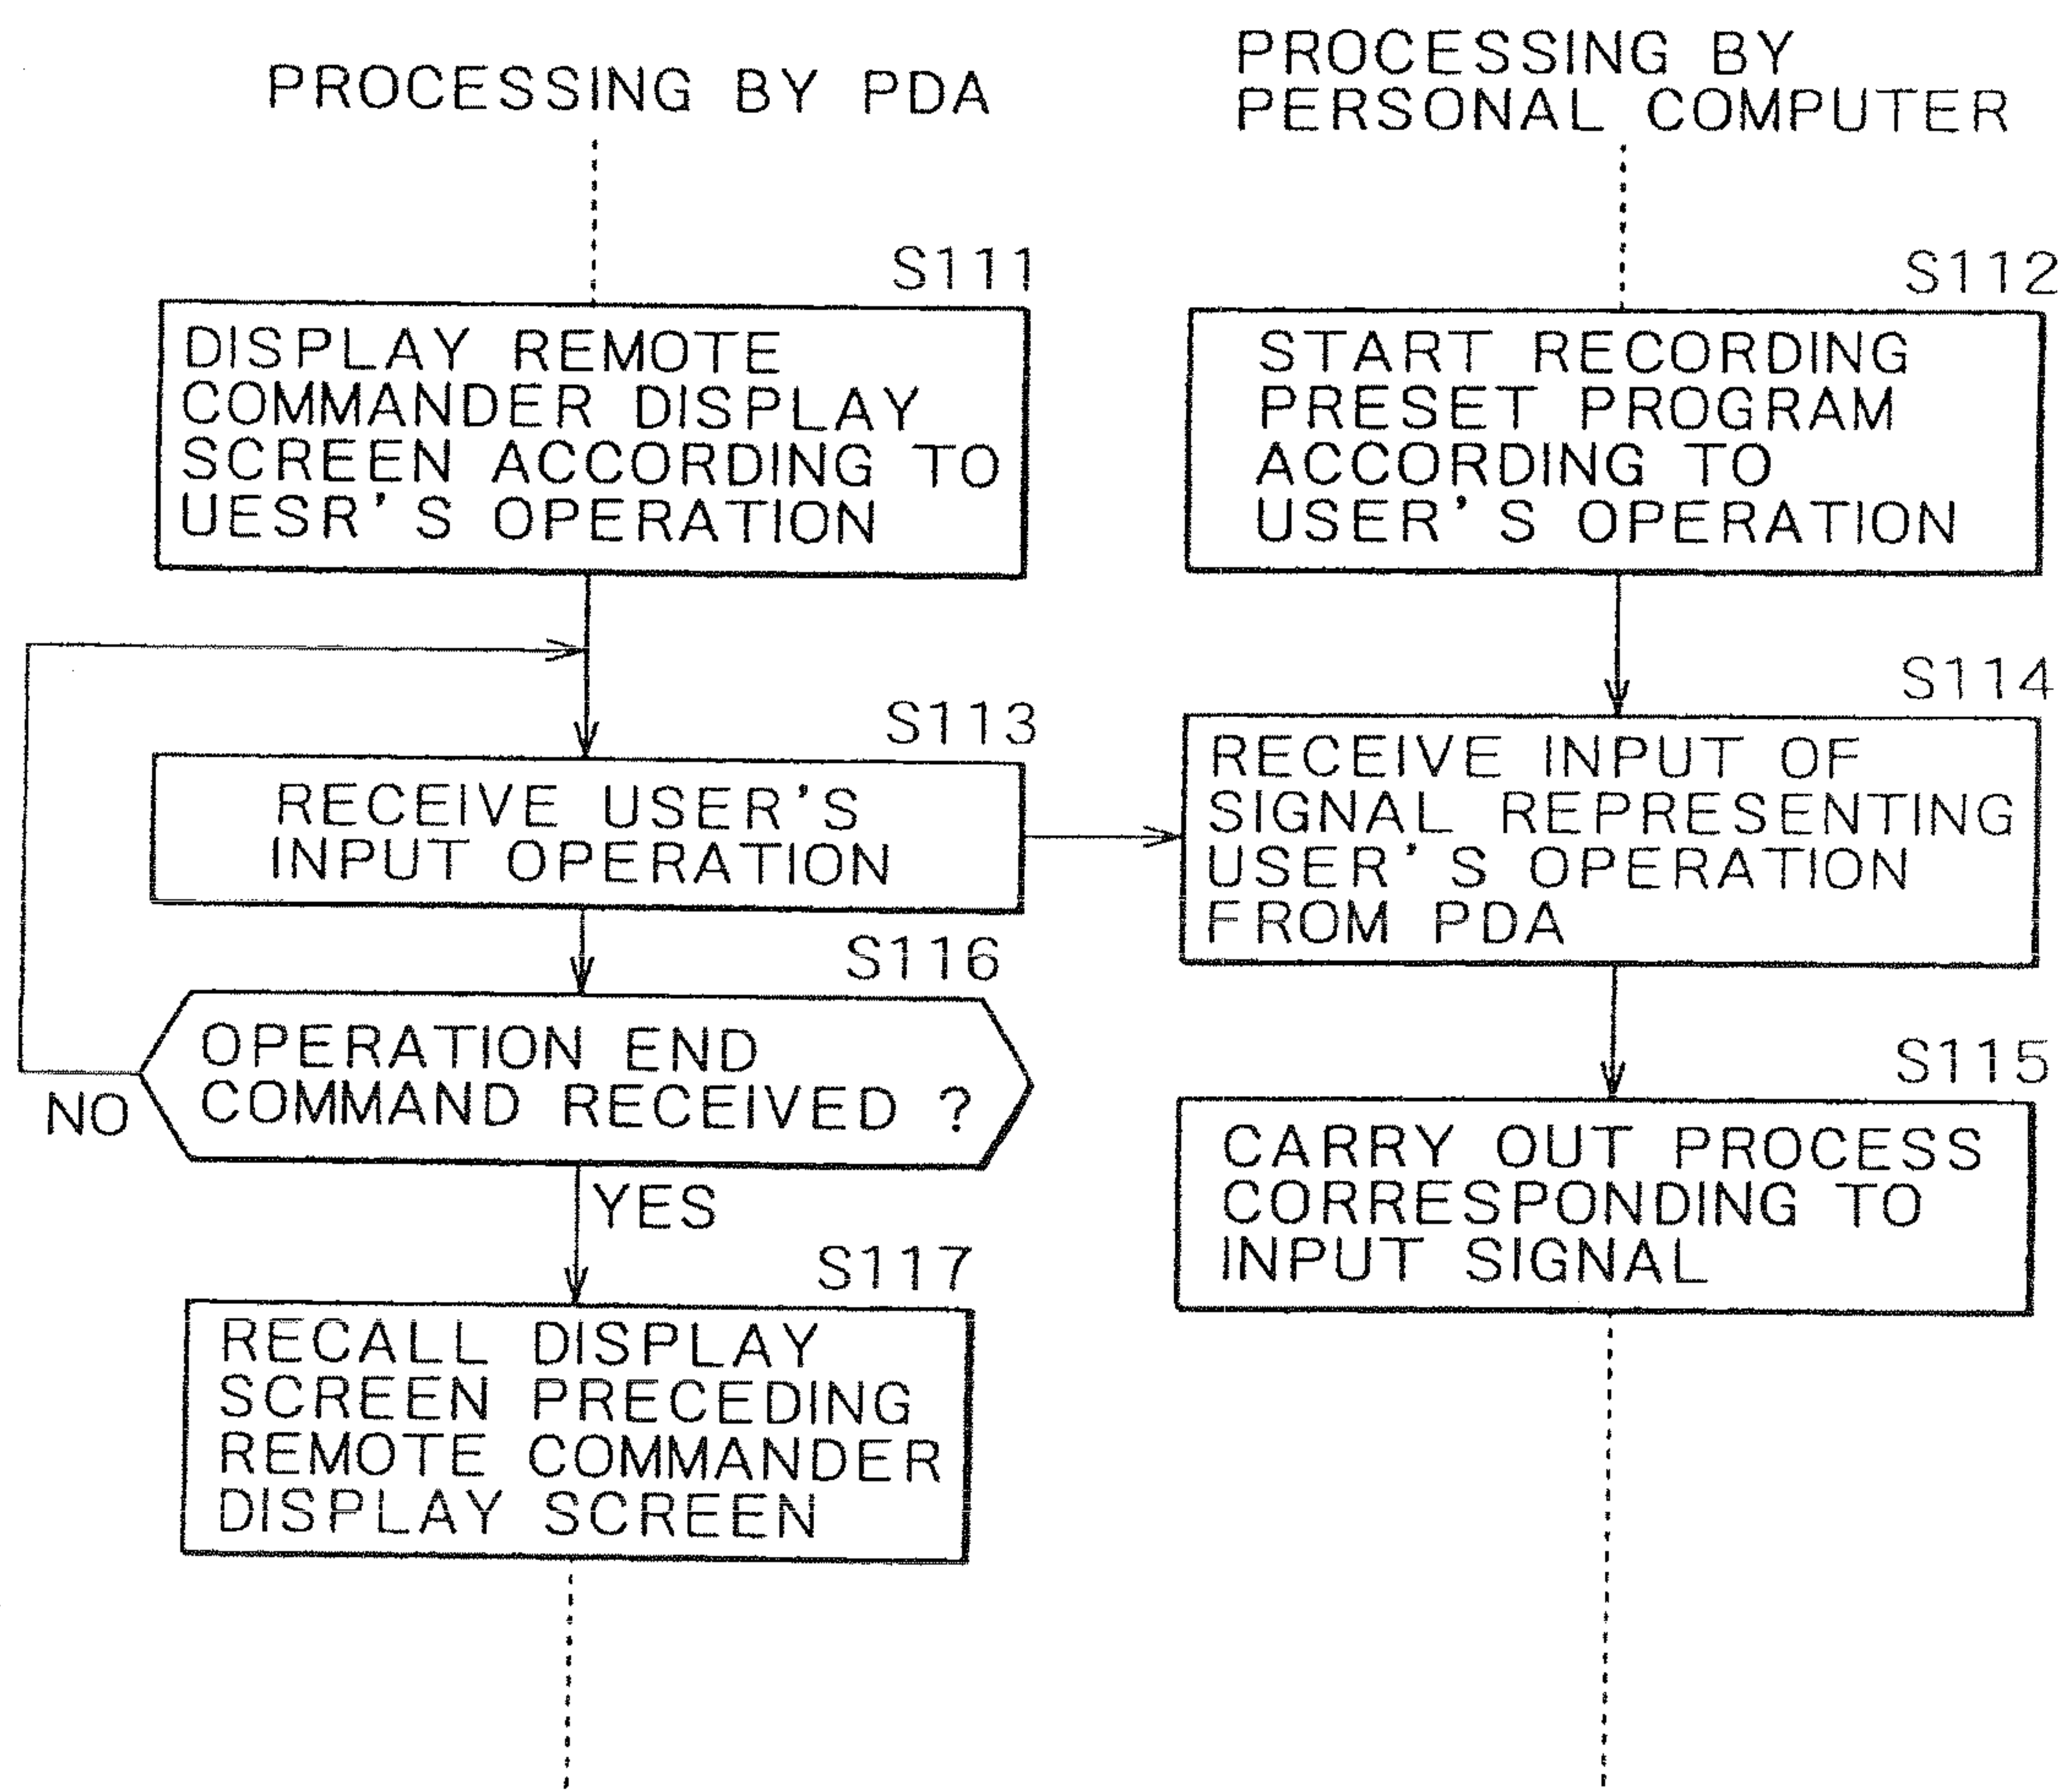 PROCESSING BY PDA
S111
DISPLAY REMOTE
COMMANDER DISPLAY
SCREEN ACCORDING TO
UESR'S OPERATION
S113
RECEIVE USER'S
INPUT OPERATION
S116
OPERATION END
COMMAND RECEIVED ?
NO
YES
S117
RECALL DISPLAY
SCREEN PRECEDING
REMOTE COMMANDER
DISPLAY SCREEN
PROCESSING BY
PERSONAL COMPUTER
S112
START RECORDING
PRESET PROGRAM
ACCORDING TO
USER'S OPERATION
S114
RECEIVE INPUT OF
SIGNAL REPRESENTING
USER'S OPERATION
FROM PDA
S115
CARRY OUT PROCESS
CORRESPONDING TO
INPUT SIGNAL